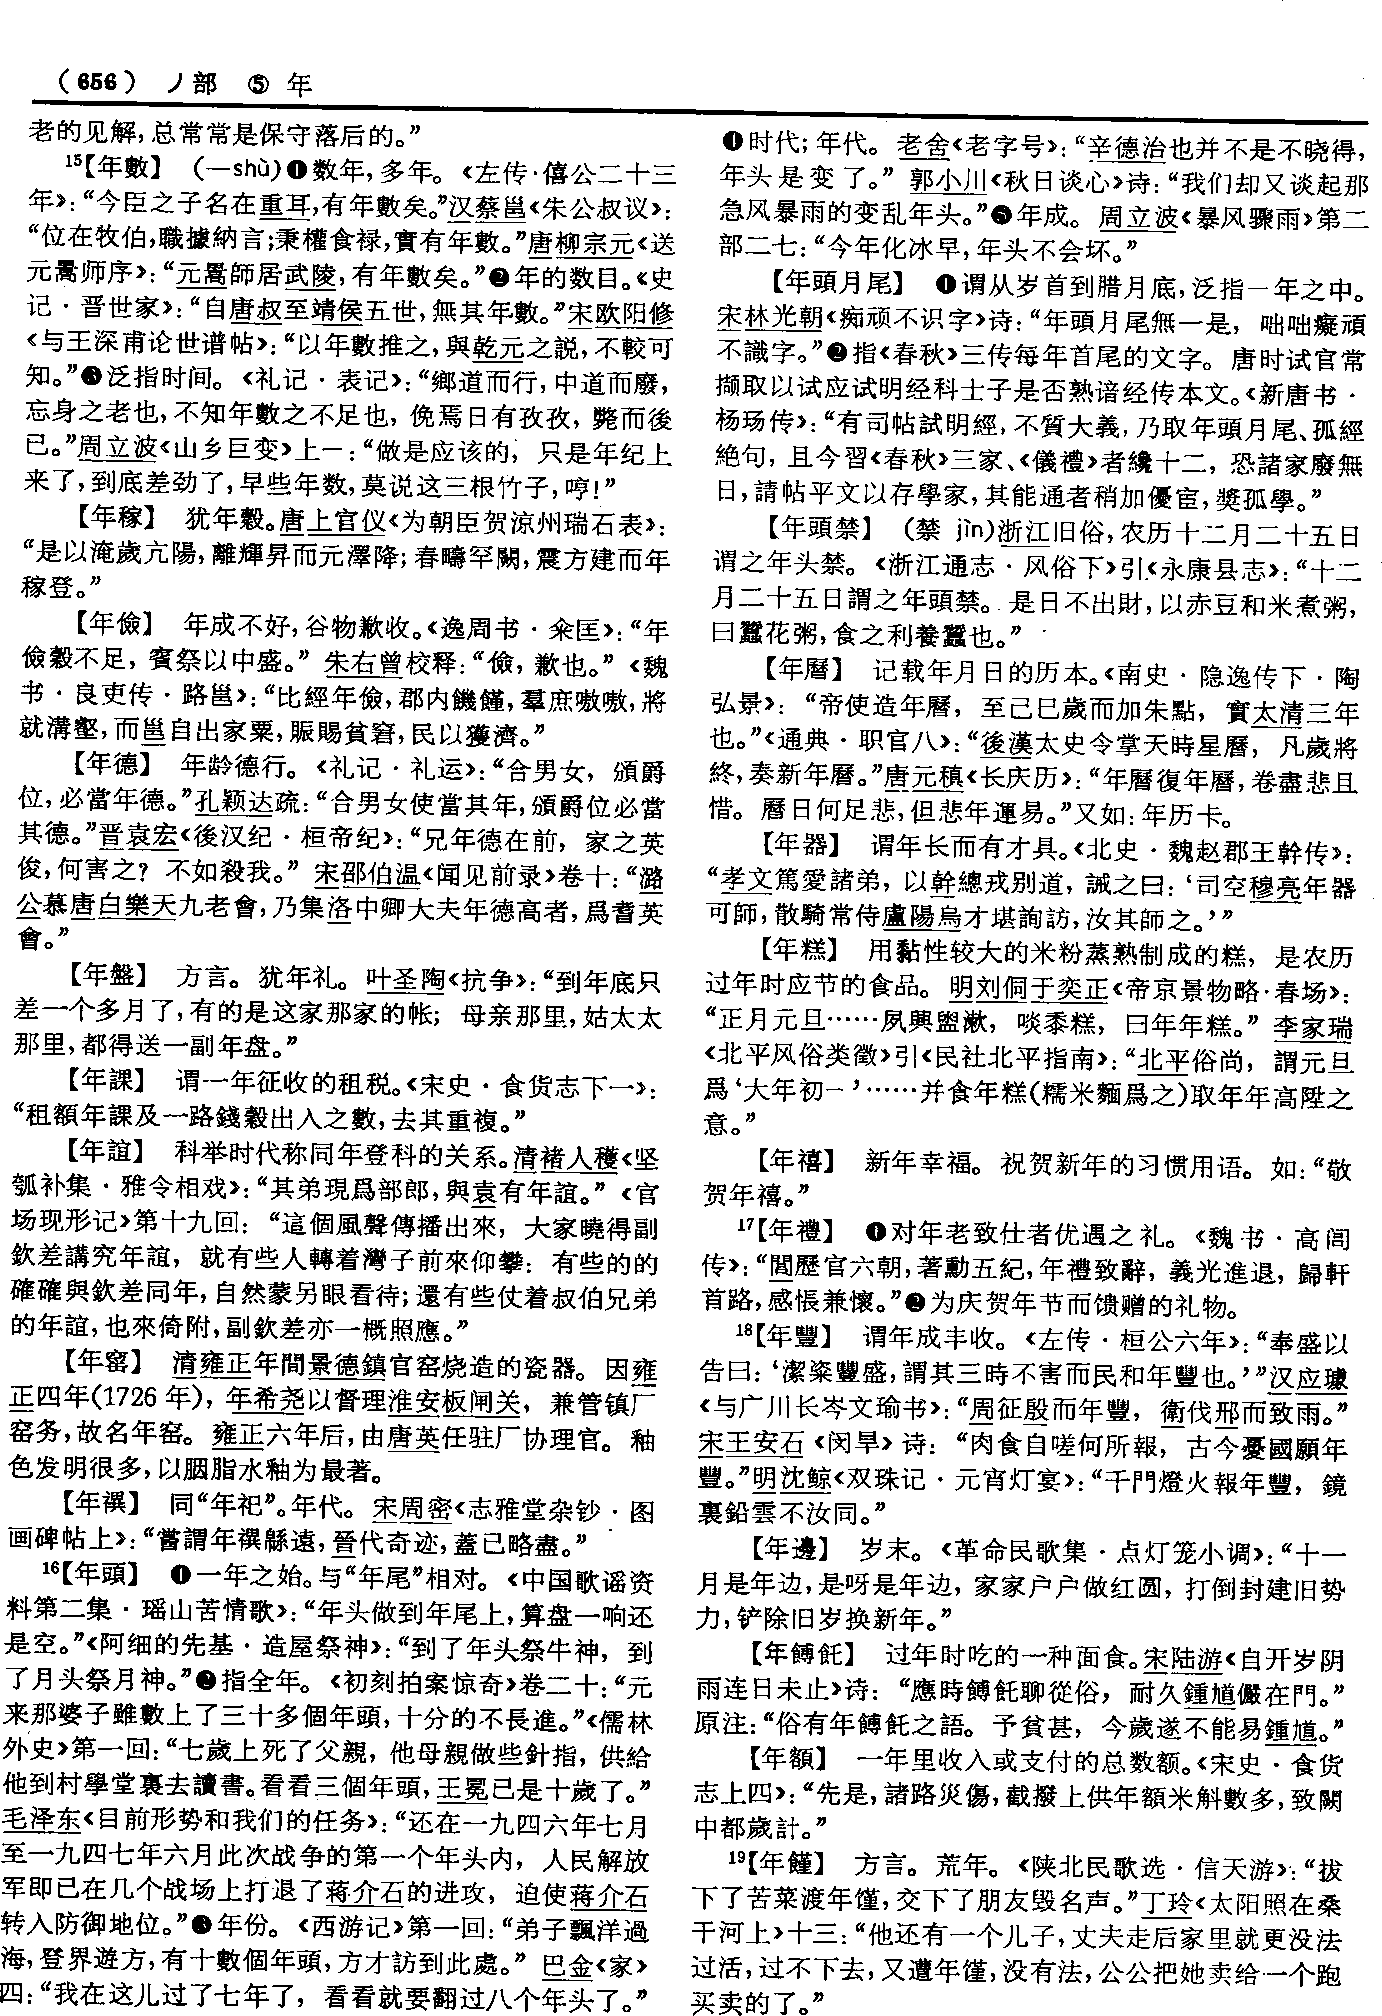 (656) 丿部 ⑤ 年
老的见解，总常常是保守落后的。”
15【年數】 (—shù)❶数年，多年。《左传·僖公二十三
年》：“今臣之子名在重耳，有年數矣。”汉蔡邕《朱公叔议》：
“位在牧伯，職據納言；秉權食禄，實有年數。”唐柳宗元《送
元暠师序》：“元暠師居武陵，有年數矣。”❷年的数目。《史
记·晋世家》：“自唐叔至靖侯五世，無其年數。”宋欧阳修
《与王深甫论世谱帖》：“以年數推之，與乾元之説，不較可
知。”❸泛指时间。《礼记·表记》：“鄉道而行，中道而廢，
忘身之老也，不知年數之不足也，俛焉日有孜孜，斃而後
已。”周立波《山乡巨变》上一：“做是应该的，只是年纪上
来了，到底差劲了，早些年数，莫说这三根竹子，哼！”
【年稼】 犹年穀。唐上官仪《为朝臣贺凉州瑞石表》：
“是以淹歲亢陽，離輝昇而元澤降；春疇罕闕，震方建而年
稼登。”
【年儉】 年成不好，谷物歉收。《逸周书·籴匡》：“年
儉穀不足，賓祭以中盛。”朱右曾校释：“儉，歉也。”《魏
书·良吏传·路邕》：“比經年儉，郡内饑饉，羣庶嗷嗷，將
就溝壑，而邕自出家粟，賑賜貧窘，民以獲濟。”
【年德】 年龄德行。《礼记·礼运》：“合男女，頒爵
位，必當年德。”孔颖达疏：“合男女使當其年，頒爵位必當
其德。”晋袁宏《後汉纪·桓帝纪》：“兄年德在前，家之英
俊，何害之？不如殺我。”宋邵伯温《闻见前录》卷十：“潞
公慕唐白樂天九老會，乃集洛中卿大夫年德高者，爲耆英
會。”
【年盤】 方言。犹年礼。叶圣陶《抗争》：“到年底只
差一个多月了，有的是这家那家的帐；母亲那里，姑太太
那里，都得送一副年盘。”
【年課】 谓一年征收的租税。《宋史·食货志下一》：
“租額年課及一路錢穀出入之數，去其重複。”
【年誼】 科举时代称同年登科的关系。清褚人穫《坚
瓠补集·雅令相戏》：“其弟現爲部郎，與袁有年誼。”《官
场现形记》第十九回：“這個風聲傳播出來，大家曉得副
欽差講究年誼，就有些人轉着灣子前來仰攀：有些的的
確確與欽差同年，自然蒙另眼看待；還有些仗着叔伯兄弟
的年誼，也來倚附，副欽差亦一概照應。”
【年窑】 清雍正年間景德鎮官窑烧造的瓷器。因雍
正四年(1726年)，年希尧以督理淮安板闸关，兼管镇厂
窑务，故名年窑。雍正六年后，由唐英任驻厂协理官。釉
色发明很多，以胭脂水釉为最著。
【年禩】 同“年祀”。年代。宋周密《志雅堂杂钞·图
画碑帖上》：“嘗謂年禩緜遠，晉代奇迹，蓋已略盡。”
16【年頭】 ❶一年之始。与“年尾”相对。《中国歌谣资
料第二集·瑶山苦情歌》：“年头做到年尾上，算盘一响还
是空。”《阿细的先基·造屋祭神》：“到了年头祭牛神，到
了月头祭月神。”❷指全年。《初刻拍案惊奇》卷二十：“元
来那婆子雖數上了三十多個年頭，十分的不長進。”《儒林
外史》第一回：“七歲上死了父親，他母親做些針指，供給
他到村學堂裏去讀書。看看三個年頭，王冕已是十歲了。”
毛泽东《目前形势和我们的任务》：“还在一九四六年七月
至一九四七年六月此次战争的第一个年头内，人民解放
军即已在几个战场上打退了蒋介石的进攻，迫使蒋介石
转入防御地位。”❸年份。《西游记》第一回：“弟子飄洋過
海，登界遊方，有十數個年頭，方才訪到此處。”巴金《家》
四：“我在这儿过了七年了，看看就要翻过八个年头了。”
❹时代；年代。老舍《老字号》：“辛德治也并不是不晓得，
年头是变了。”郭小川《秋日谈心》诗：“我们却又谈起那
急风暴雨的变乱年头。”❺年成。周立波《暴风骤雨》第二
部二七：“今年化冰早，年头不会坏。”
【年頭月尾】 ❶谓从岁首到腊月底，泛指一年之中。
宋林光朝《痴顽不识字》诗：“年頭月尾無一是，咄咄癡頑
不識字。”❷指《春秋》三传每年首尾的文字。唐时试官常
撷取以试应试明经科士子是否熟谙经传本文。《新唐书·
杨玚传》：“有司帖試明經，不質大義，乃取年頭月尾、孤經
絶句，且今習《春秋》三家、《儀禮》者纔十二，恐諸家廢無
日，請帖平文以存學家，其能通者稍加優宦，奬孤學。”
【年頭禁】 (禁 jìn)浙江旧俗，农历十二月二十五日
谓之年头禁。《浙江通志·风俗下》引《永康县志》：“十二
月二十五日謂之年頭禁。是日不出財，以赤豆和米煮粥，
曰蠶花粥，食之利養蠶也。”
【年曆】 记载年月日的历本。《南史·隐逸传下·陶
弘景》：“帝使造年曆，至己巳歲而加朱點，實太清三年
也。”《通典·职官八》：“後漢太史令掌天時星曆，凡歲將
終，奏新年曆。”唐元稹《长庆历》：“年曆復年曆，卷盡悲且
惜。曆日何足悲，但悲年運易。”又如：年历卡。
【年器】 谓年长而有才具。《北史·魏赵郡王幹传》：
“孝文篤愛諸弟，以幹總戎别道，誡之曰：‘司空穆亮年器
可師，散騎常侍盧陽烏才堪詢訪，汝其師之。’”
【年糕】 用黏性较大的米粉蒸熟制成的糕，是农历
过年时应节的食品。明刘侗于奕正《帝京景物略·春场》：
“正月元旦……夙興盥漱，啖黍糕，曰年年糕。”李家瑞
《北平风俗类徵》引《民社北平指南》：“北平俗尚，謂元旦
爲‘大年初一’……并食年糕(糯米麵爲之)取年年高陞之
意。”
【年禧】 新年幸福。祝贺新年的习惯用语。如：“敬
贺年禧。”
17【年禮】 ❶对年老致仕者优遇之礼。《魏书·高闾
传》：“閭歷官六朝，著勳五紀，年禮致辭，義光進退，歸軒
首路，感悵兼懷。”❷为庆贺年节而馈赠的礼物。
18【年豐】 谓年成丰收。《左传·桓公六年》：“奉盛以
告曰：‘潔粢豐盛，謂其三時不害而民和年豐也。’”汉应璩
《与广川长岑文瑜书》：“周征殷而年豐，衛伐邢而致雨。”
宋王安石《闵旱》诗：“肉食自嗟何所報，古今憂國願年
豐。”明沈鲸《双珠记·元宵灯宴》：“千門燈火報年豐，鏡
裏鉛雲不汝同。”
【年邊】 岁末。《革命民歌集·点灯笼小调》：“十一
月是年边，是呀是年边，家家户户做红圆，打倒封建旧势
力，铲除旧岁换新年。”
【年餺飥】 过年时吃的一种面食。宋陆游《自开岁阴
雨连日未止》诗：“應時餺飥聊從俗，耐久鍾馗儼在門。”
原注：“俗有年餺飥之語。予貧甚，今歲遂不能易鍾馗。”
【年額】 一年里收入或支付的总数额。《宋史·食货
志上四》：“先是，諸路災傷，截撥上供年額米斛數多，致闕
中都歲計。”
19【年饉】 方言。荒年。《陕北民歌选·信天游》：“拔
下了苦菜渡年馑，交下了朋友毁名声。”丁玲《太阳照在桑
干河上》十三：“他还有一个儿子，丈夫走后家里就更没法
过活，过不下去，又遭年馑，没有法，公公把她卖给一个跑
买卖的了。”